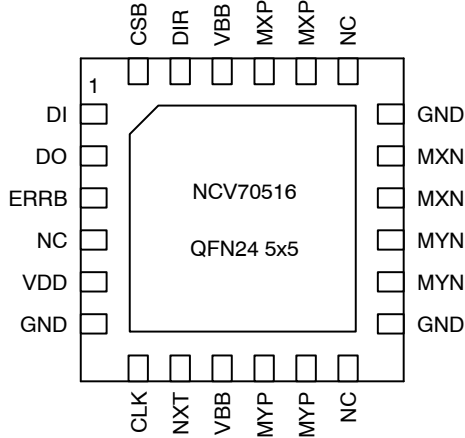 CSB
DIR
VBB
MXP
MXP
NC
1
DI
DO
ERRB
NC
VDD
GND
GND
MXN
MXN
MYN
MYN
GND
NCV70516
QFN24 5x5
CLK
NXT
VBB
MYP
MYP
NC